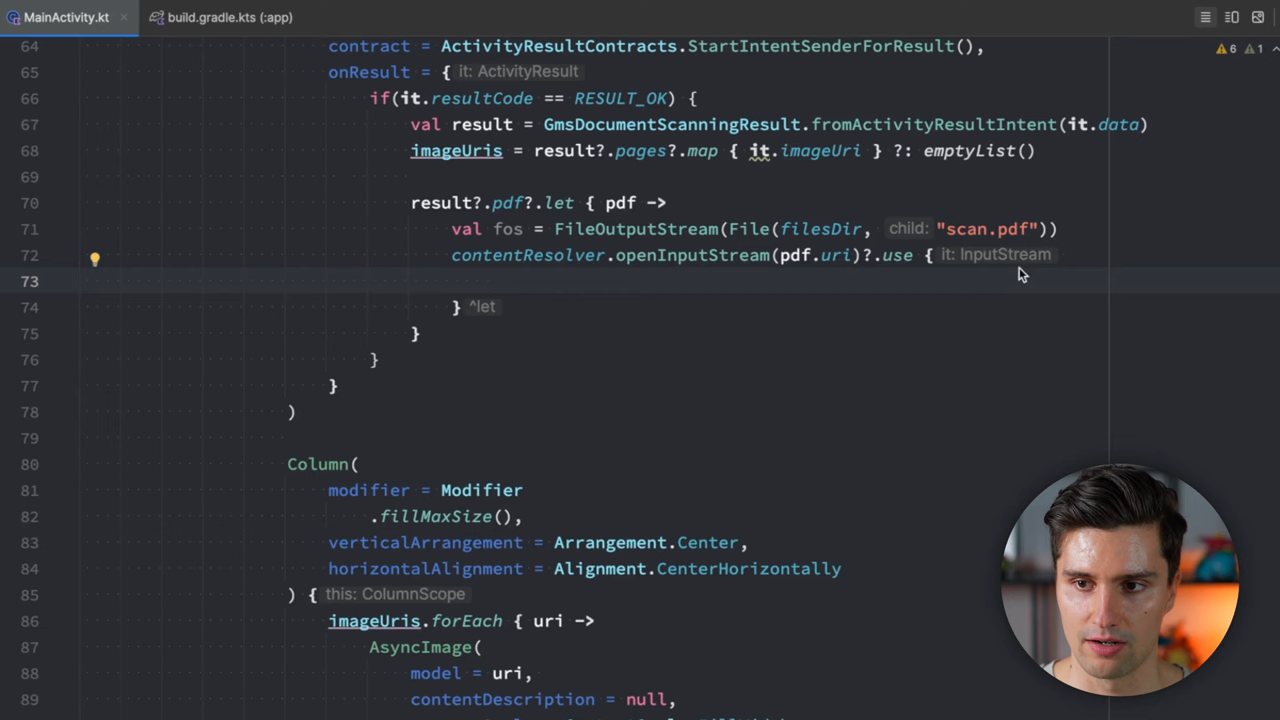 MainActivity.kt
build.gradle.kts (:app)
6 1
64 contract = ActivityResultContracts.StartIntentSenderForResult(),
65 onResult = { it: ActivityResult
66 if(it.resultCode == RESULT_OK) {
67 val result = GmsDocumentScanningResult.fromActivityResultIntent(it.data)
68 imageUris = result?.pages?.map { it.imageUri } ?: emptyList()
69
70 result?.pdf?.let { pdf ->
71 val fos = FileOutputStream(File(filesDir, child: "scan.pdf"))
72 contentResolver.openInputStream(pdf.uri)?.use { it: InputStream
73
74 } ^let
75 }
76 }
77 }
78 )
79
80 Column(
81 modifier = Modifier
82 .fillMaxSize(),
83 verticalArrangement = Arrangement.Center,
84 horizontalAlignment = Alignment.CenterHorizontally
85 ) { this: ColumnScope
86 imageUris.forEach { uri ->
87 AsyncImage(
88 model = uri,
89 contentDescription = null,